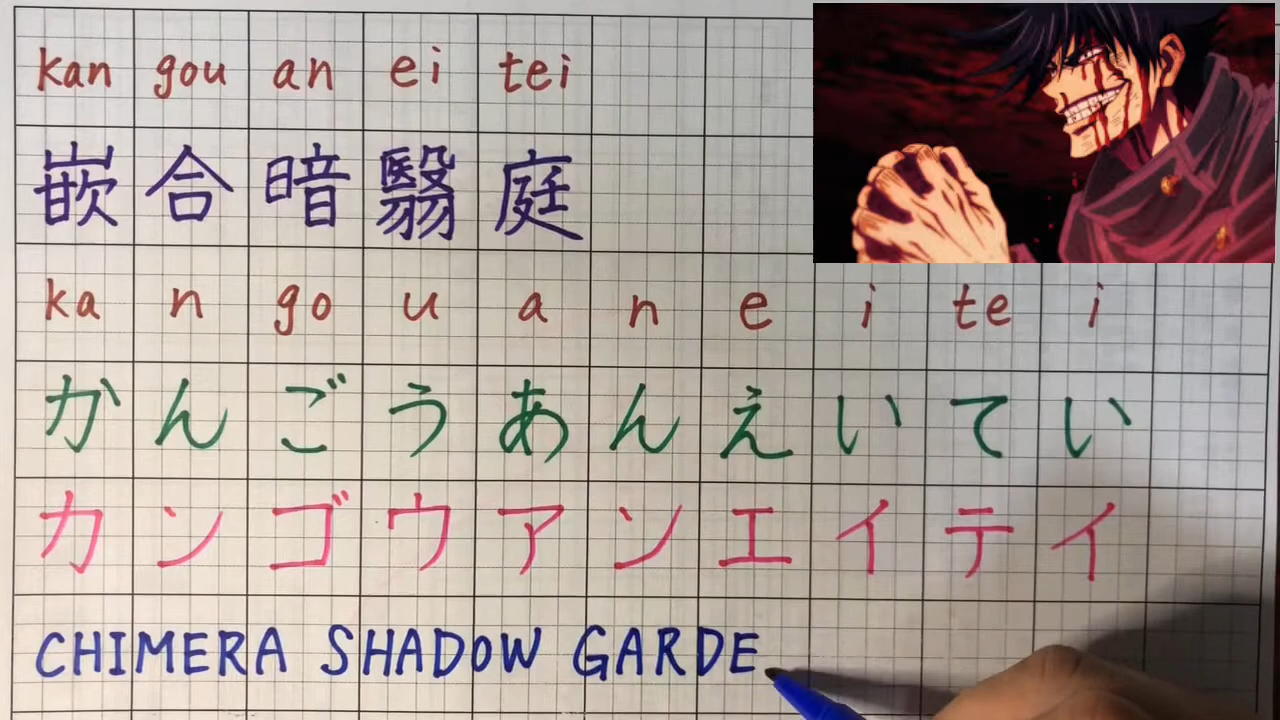 kan gou an ei tei
嵌合暗翳庭
ka n go u a n e i te i
かんごうあんえいてい
カンゴウアンエイテイ
CHIMERA SHADOW GARDE